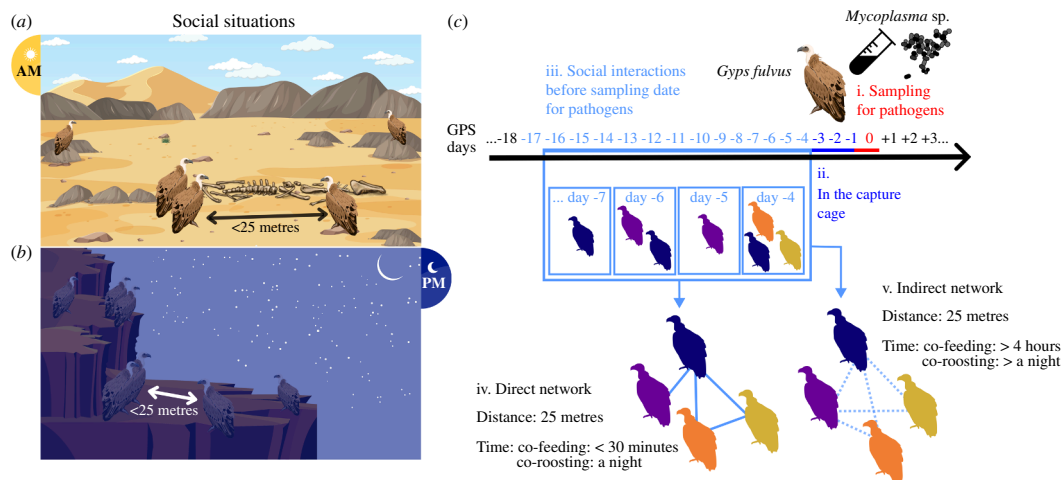 (a)
Social situations
AM
<25 metres
(b)
PM
<25 metres
(c)
Mycoplasma sp.
Gyps fulvus
i. Sampling
for pathogens
iii. Social interactions
before sampling date
for pathogens
GPS
days
...-18 -17 -16 -15 -14 -13 -12 -11 -10 -9 -8 -7 -6 -5 -4 -3 -2 -1 0 +1 +2 +3...
ii.
In the capture
cage
... day -7
day -6
day -5
day -4
iv. Direct network
Distance: 25 metres
Time: co-feeding: < 30 minutes
co-roosting: a night
v. Indirect network
Distance: 25 metres
Time: co-feeding: > 4 hours
co-roosting: > a night